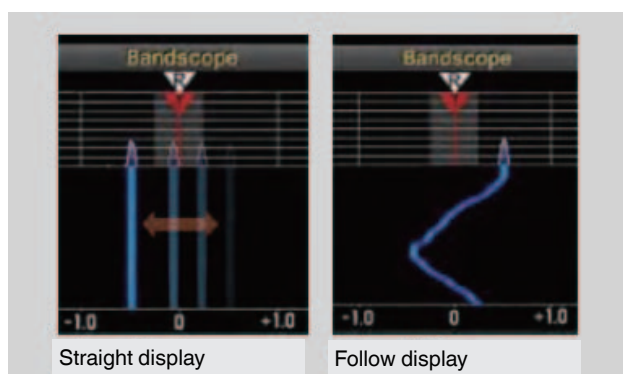 Bandscope
R
-1.0 0 +1.0
Straight display
Bandscope
R
-1.0 0 +1.0
Follow display